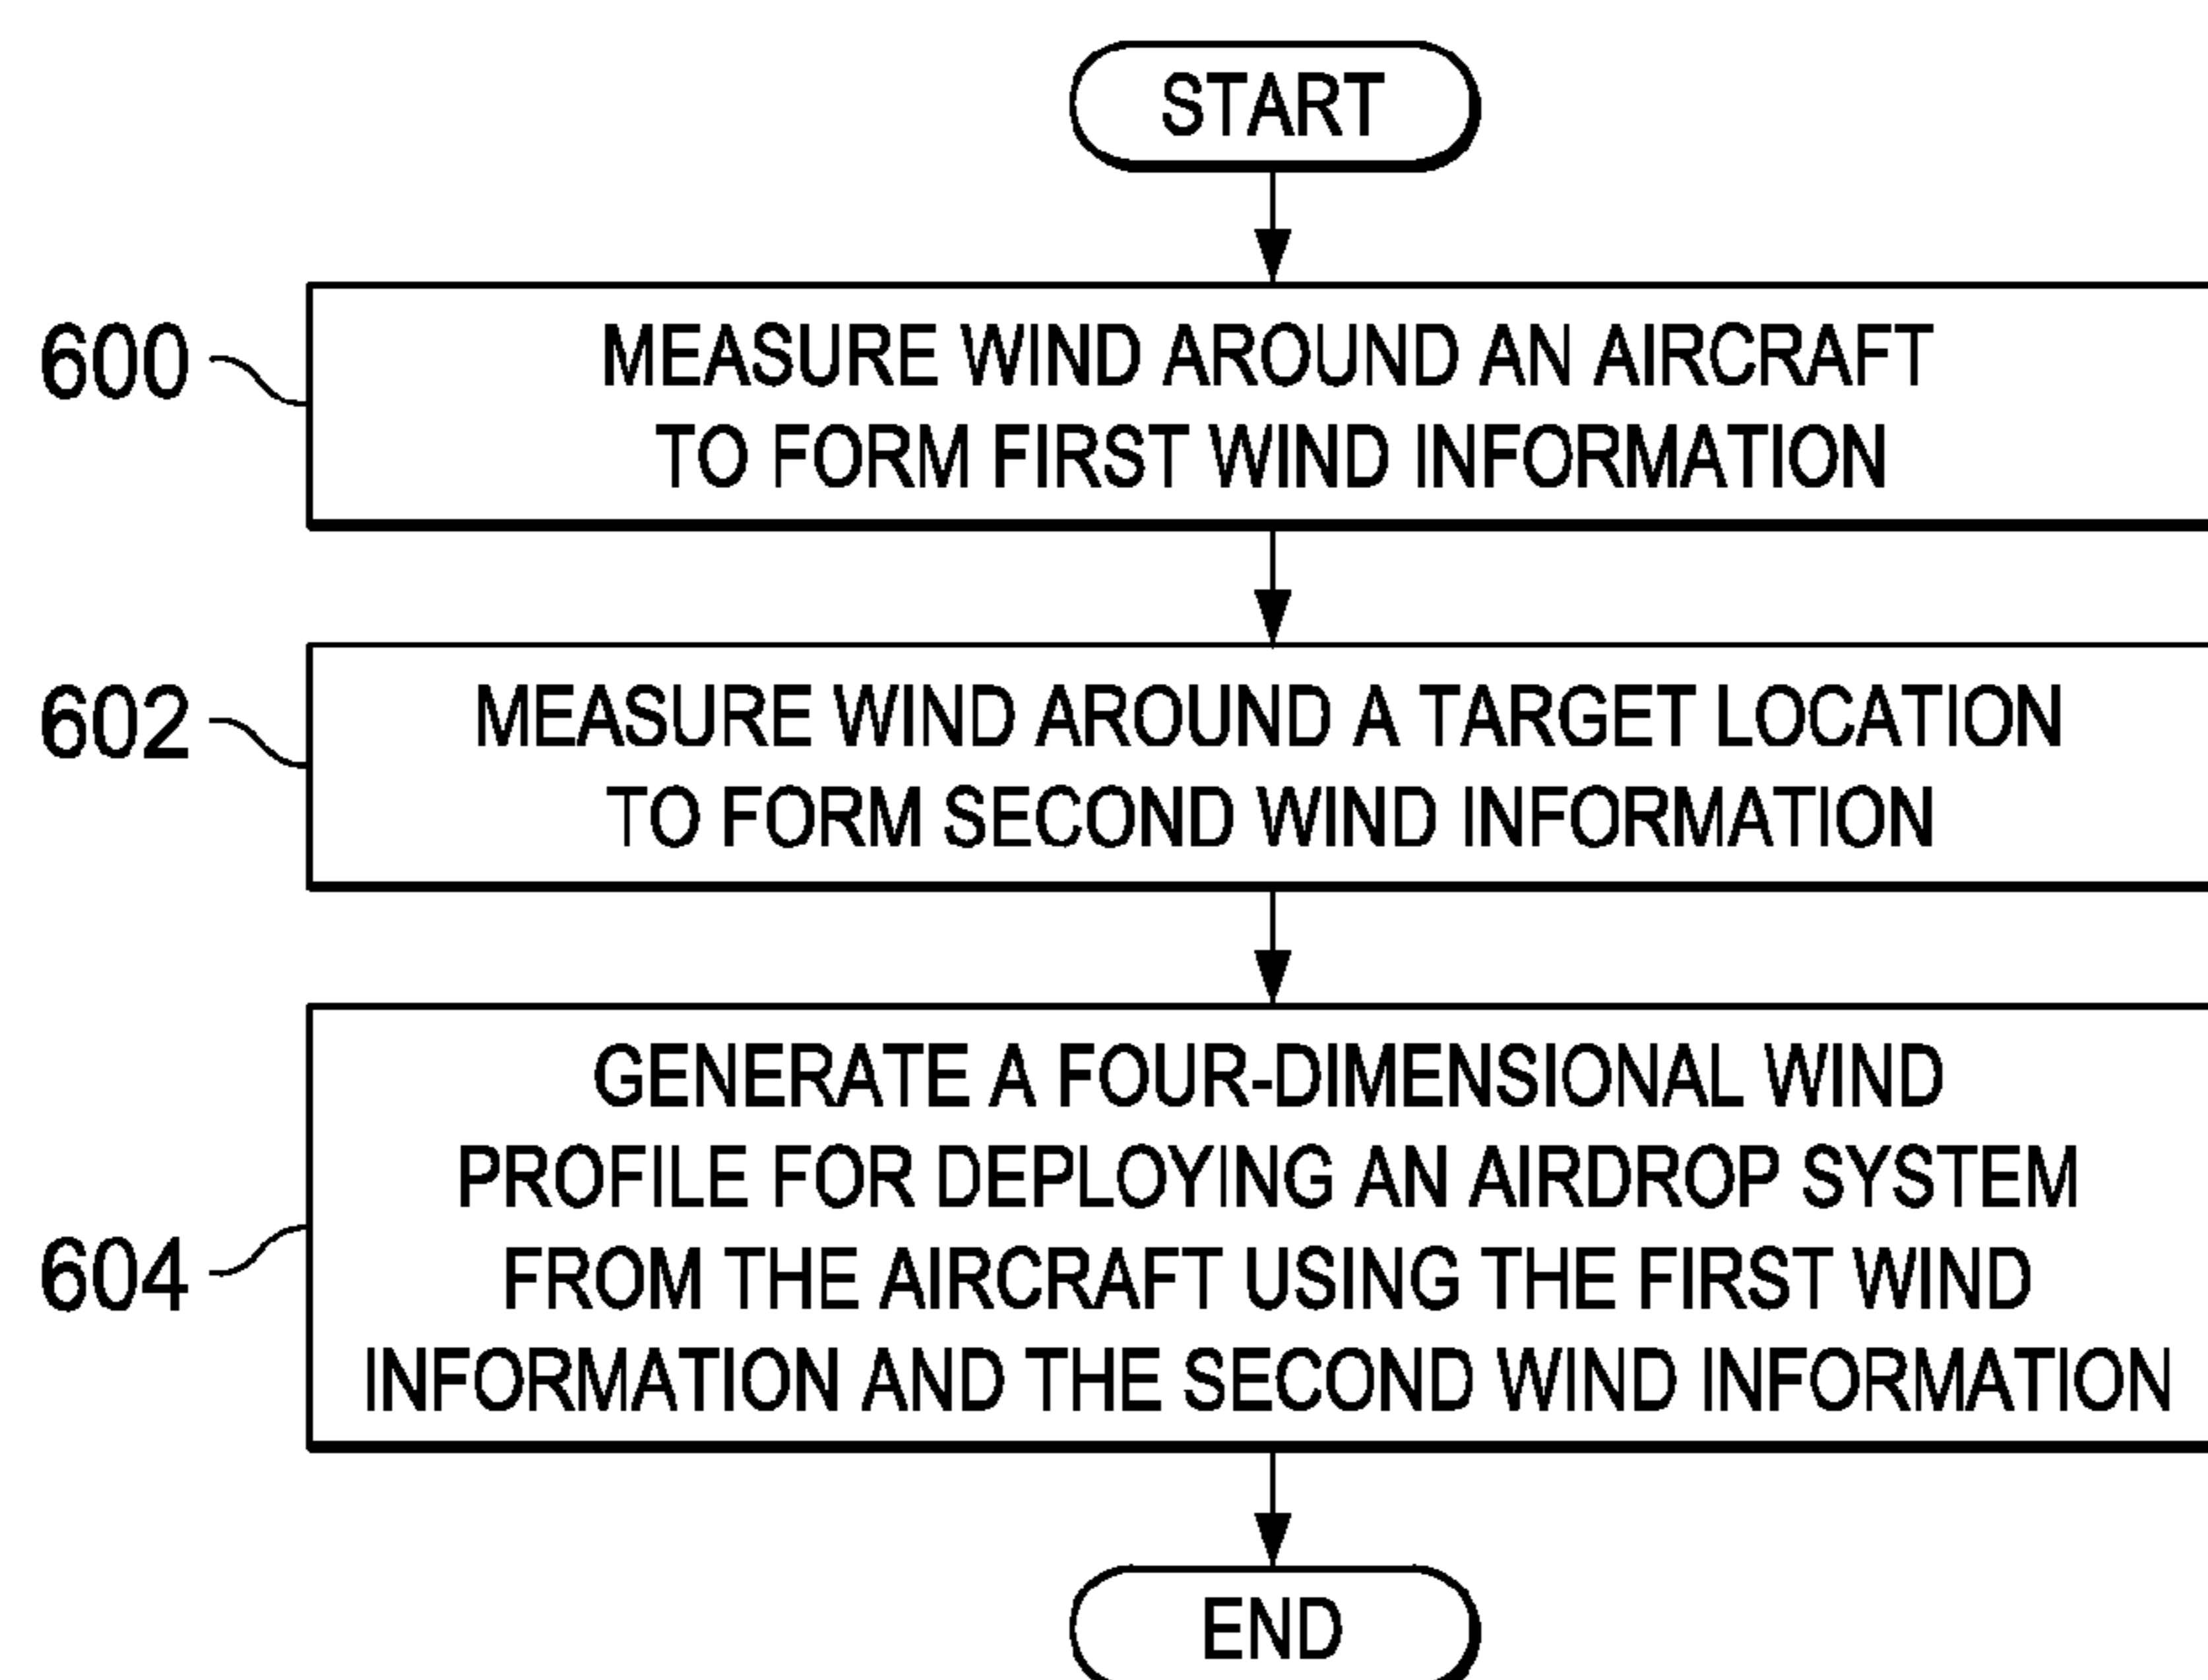 START
600
MEASURE WIND AROUND AN AIRCRAFT
TO FORM FIRST WIND INFORMATION
602
MEASURE WIND AROUND A TARGET LOCATION
TO FORM SECOND WIND INFORMATION
604
GENERATE A FOUR-DIMENSIONAL WIND
PROFILE FOR DEPLOYING AN AIRDROP SYSTEM
FROM THE AIRCRAFT USING THE FIRST WIND
INFORMATION AND THE SECOND WIND INFORMATION
END